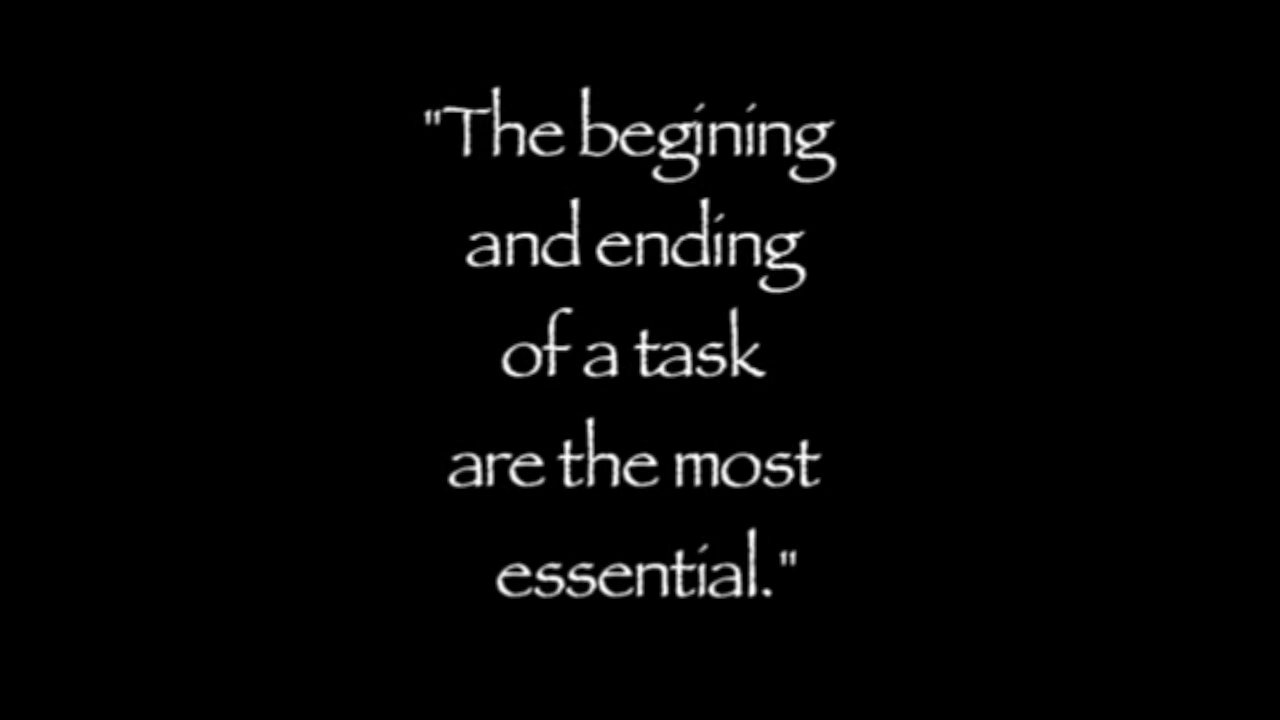 "The begining
and ending
of a task
are the most
essential."